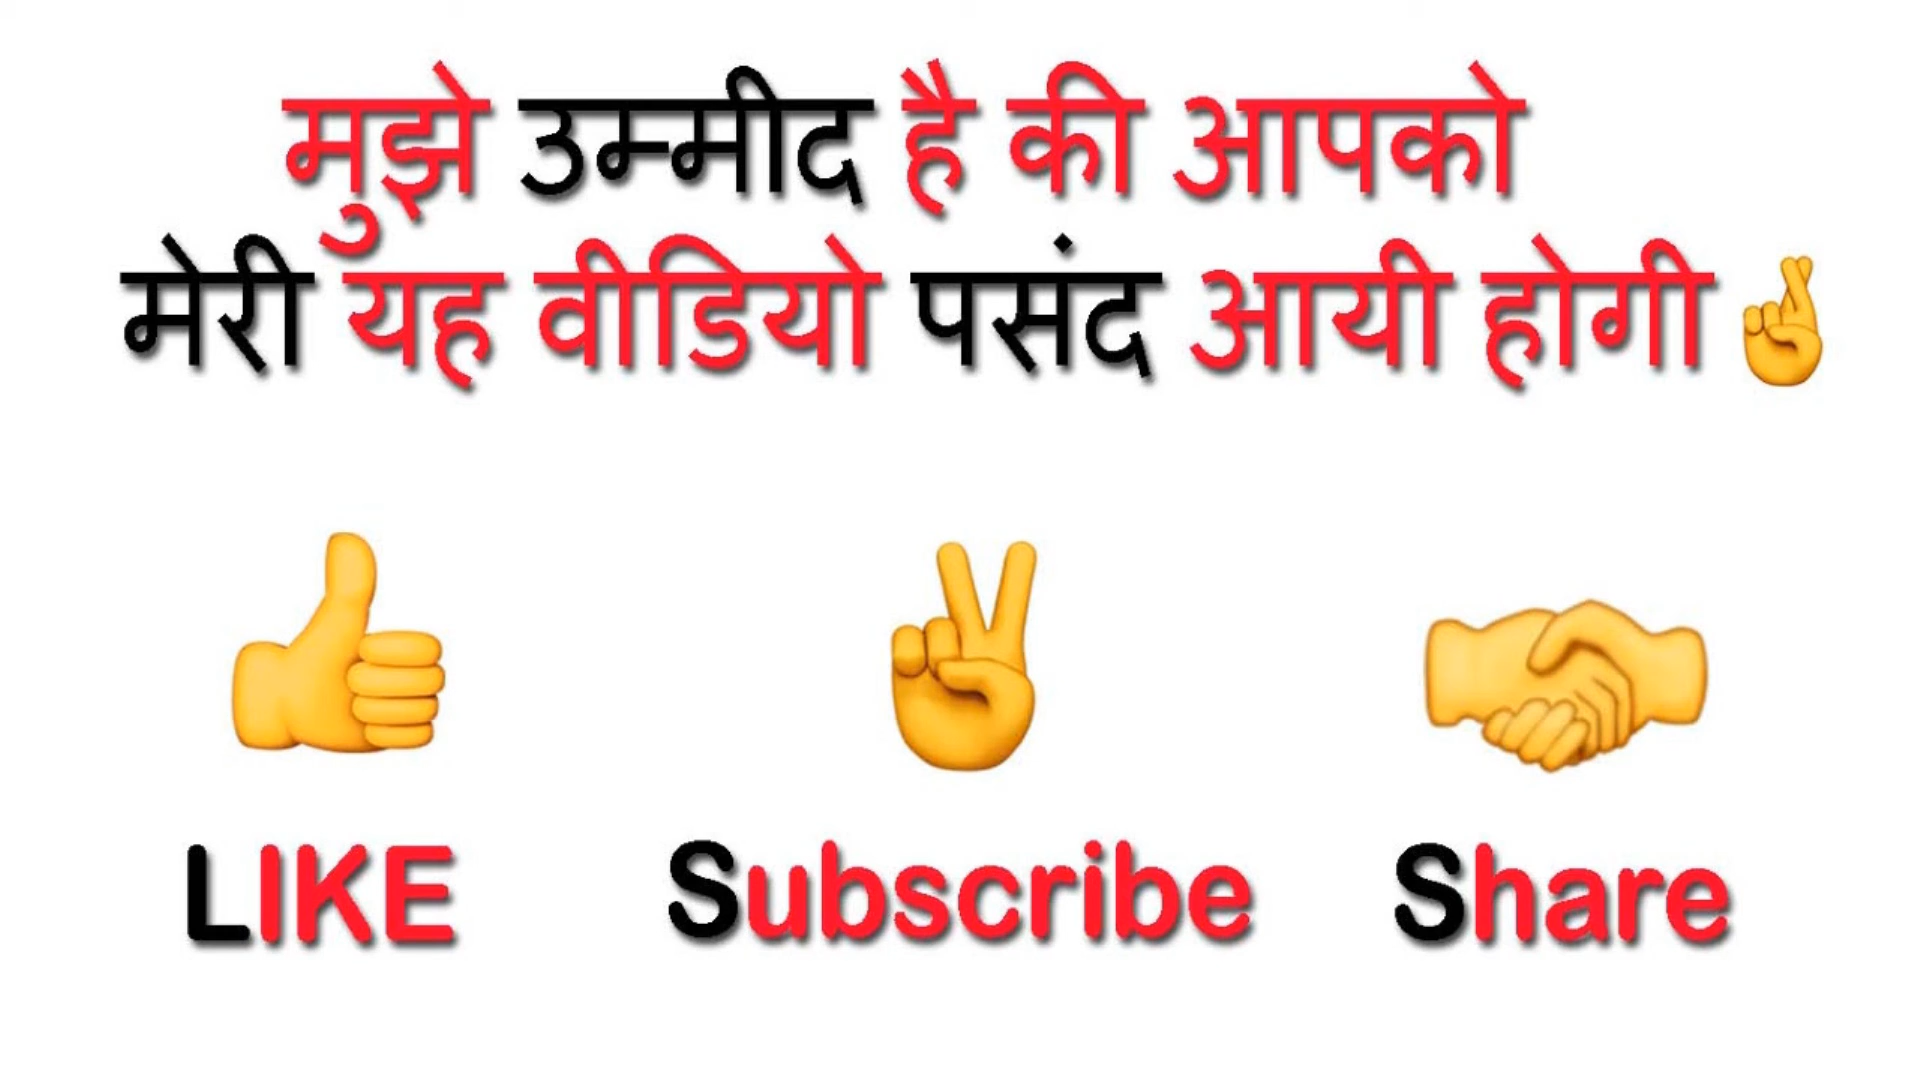 मुझे उम्मीद है की आपको
मेरी यह वीडियो पसंद आयी होगी🤞
LIKE Subscribe Share